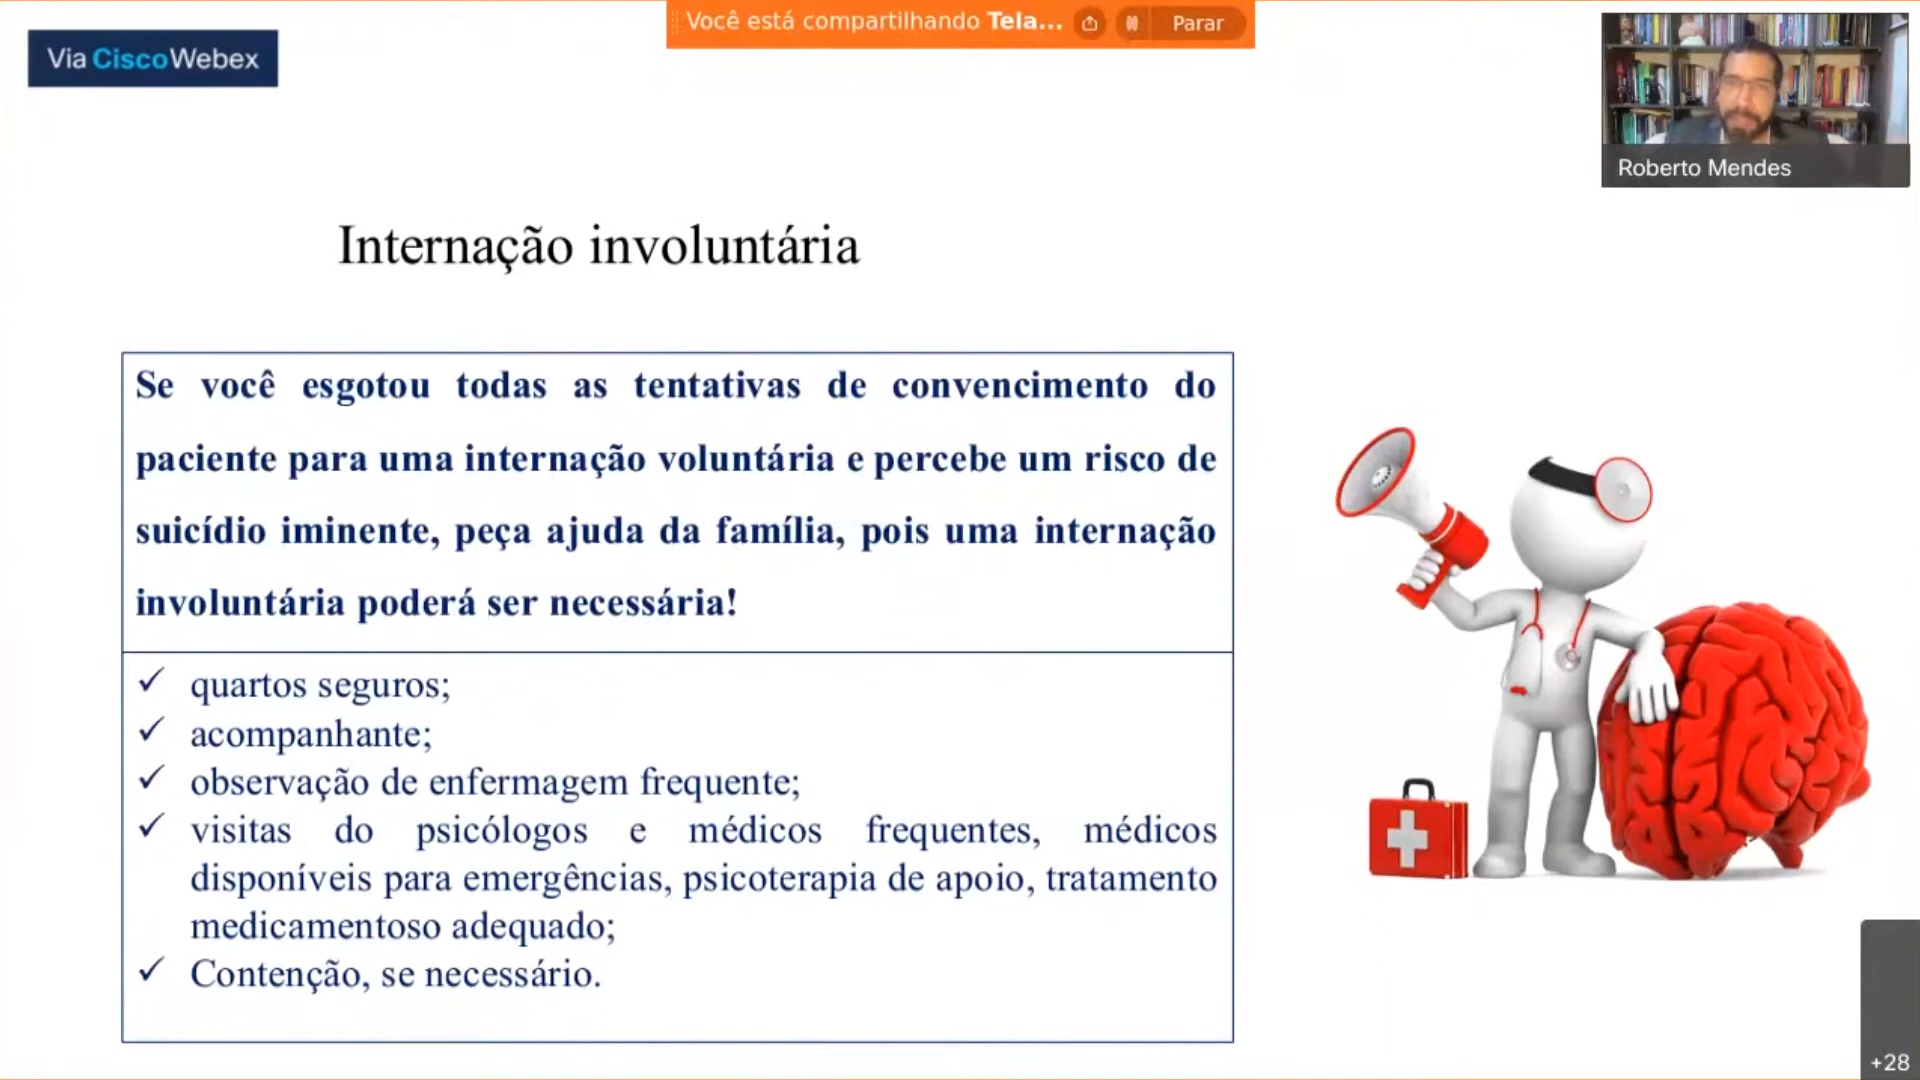 Você está compartilhando Tela...
Parar
Via CiscoWebex
Roberto Mendes
Internação involuntária
Se você esgotou todas as tentativas de convencimento do
paciente para uma internação voluntária e percebe um risco de
suicídio iminente, peça ajuda da família, pois uma internação
involuntária poderá ser necessária!
✓ quartos seguros;
✓ acompanhante;
✓ observação de enfermagem frequente;
✓ visitas do psicólogos e médicos frequentes, médicos
disponíveis para emergências, psicoterapia de apoio, tratamento
medicamentoso adequado;
✓ Contenção, se necessário.
+28